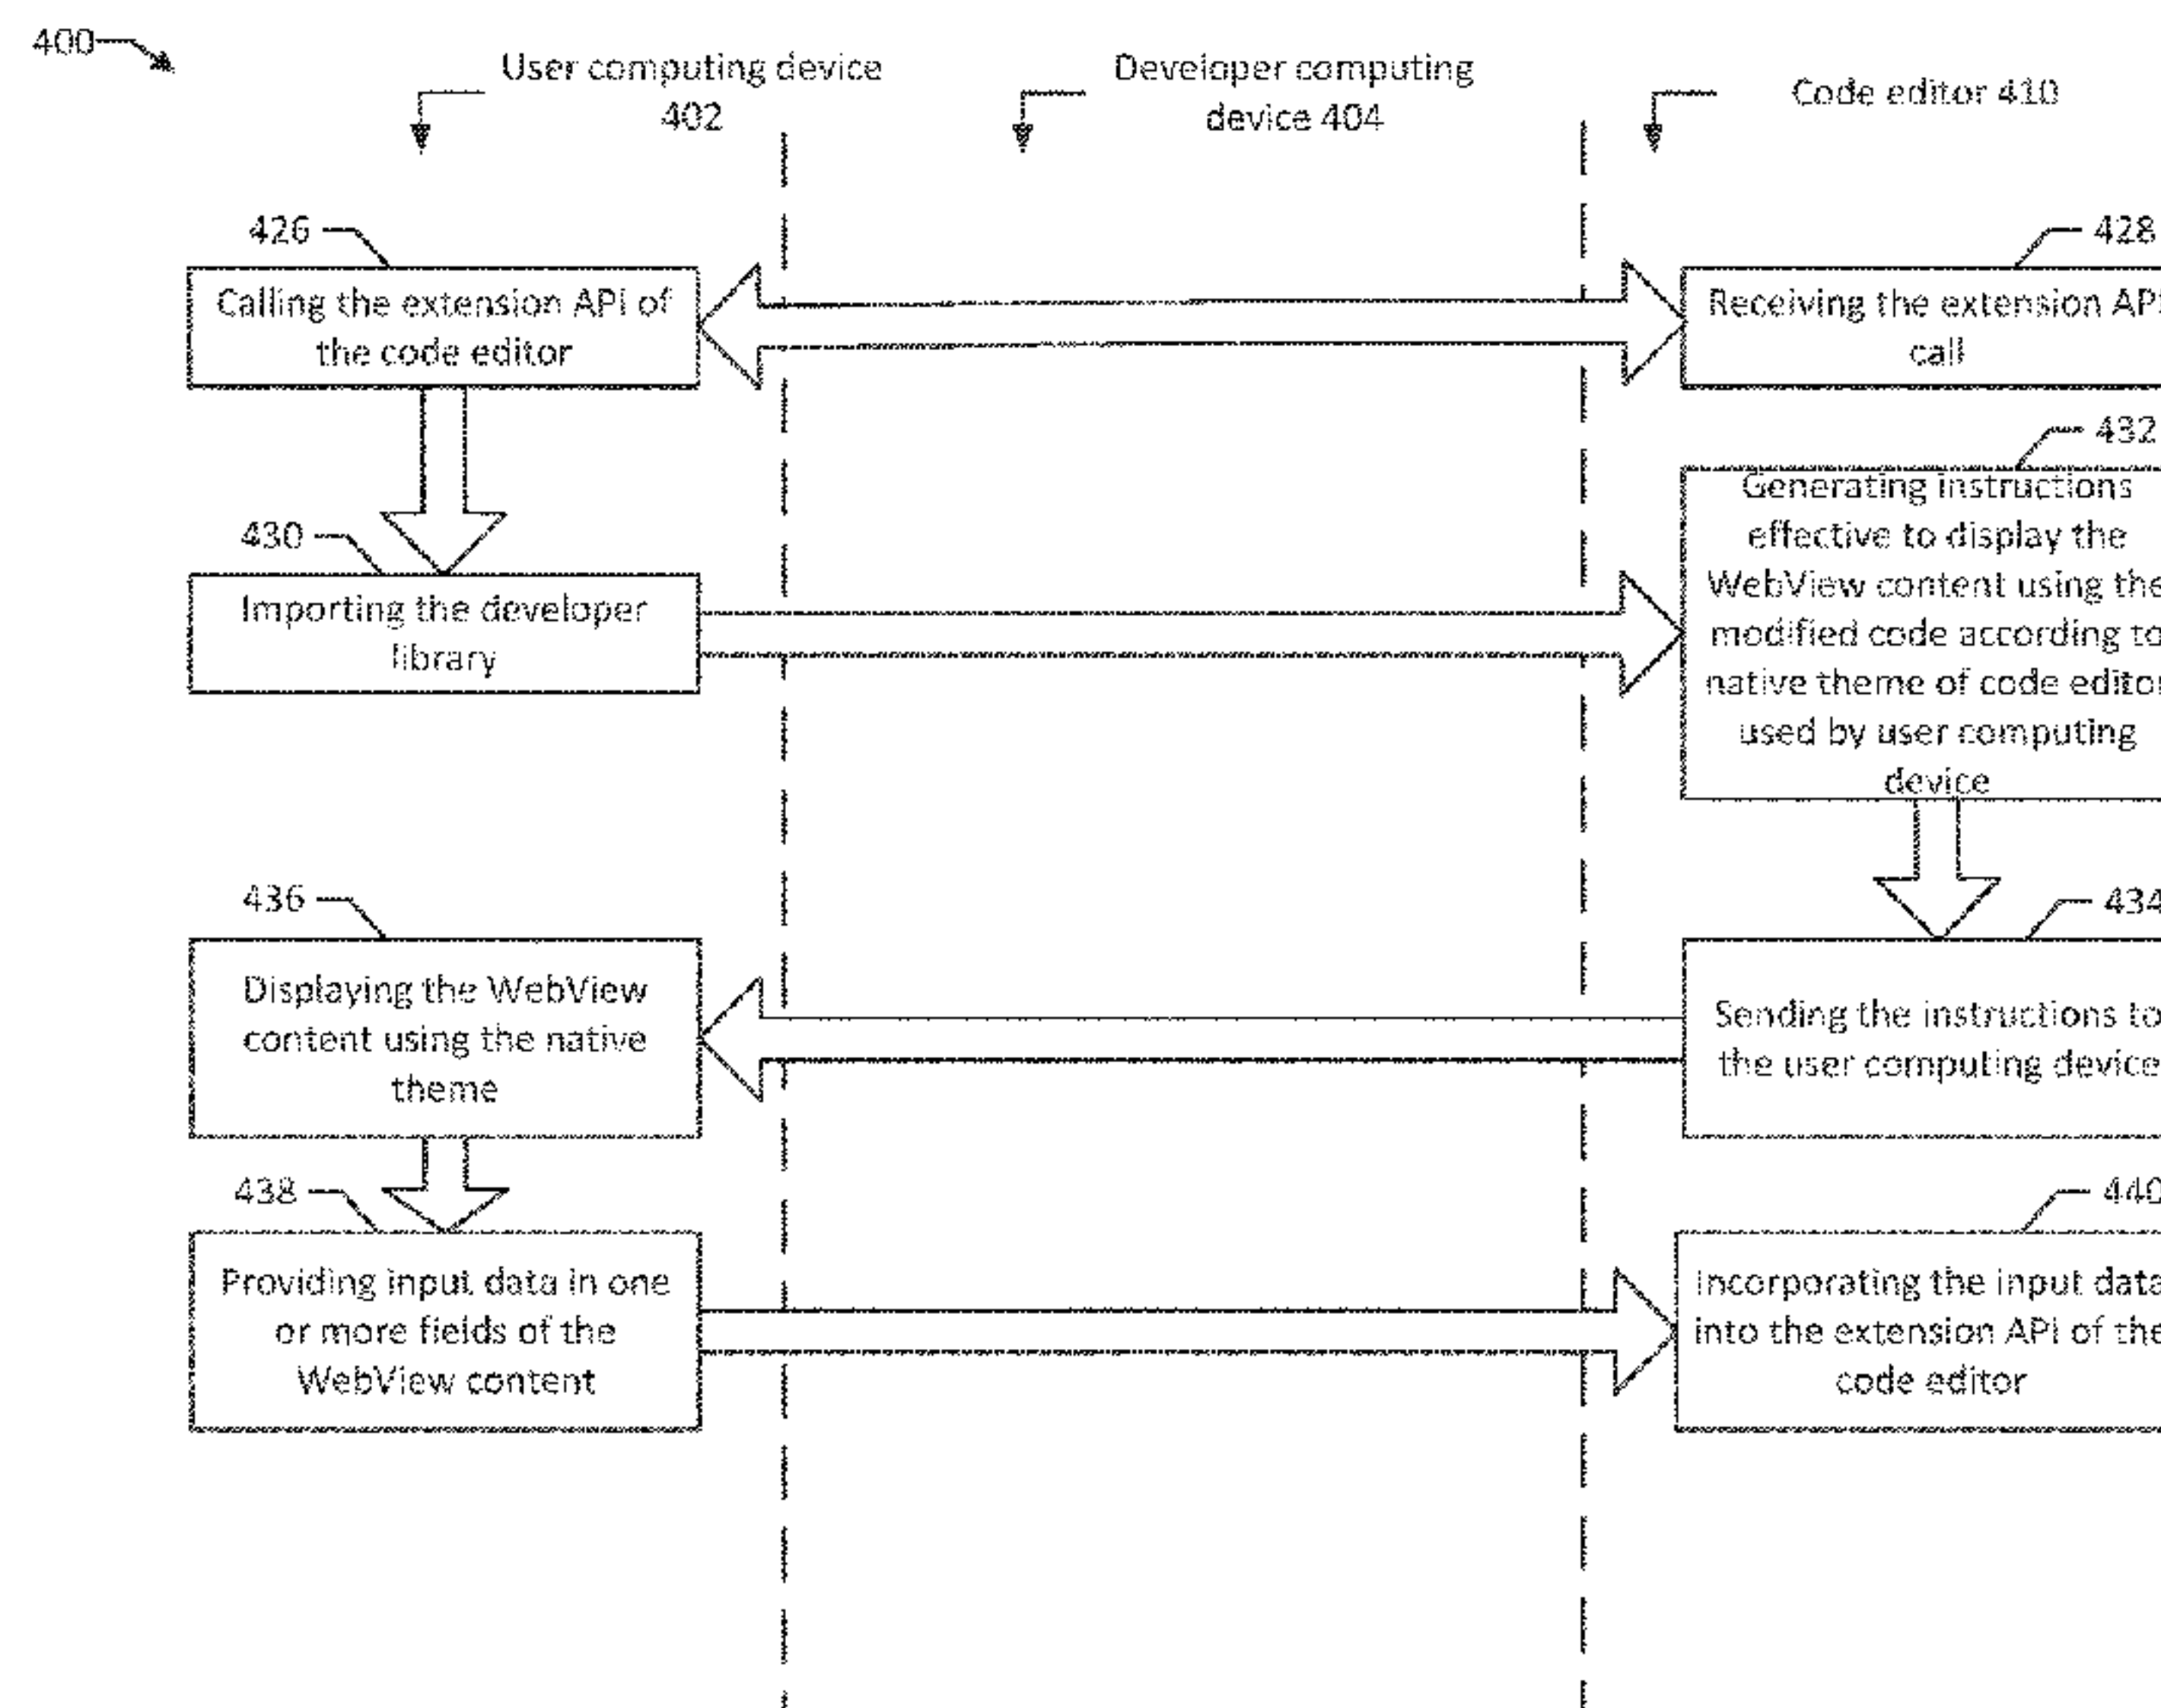 400
User computing device
402
Developer computing
device 404
Code editor 410
426
Calling the extension API of
the code editor
428
Receiving the extension API
call
430
Importing the developer
library
432
Generating instructions
effective to display the
WebView content using the
modified code according to
native theme of code editor
used by user computing
device
436
Displaying the WebView
content using the native
theme
434
Sending the instructions to
the user computing device
438
Providing input data in one
or more fields of the
WebView content
440
Incorporating the input data
into the extension API of the
code editor